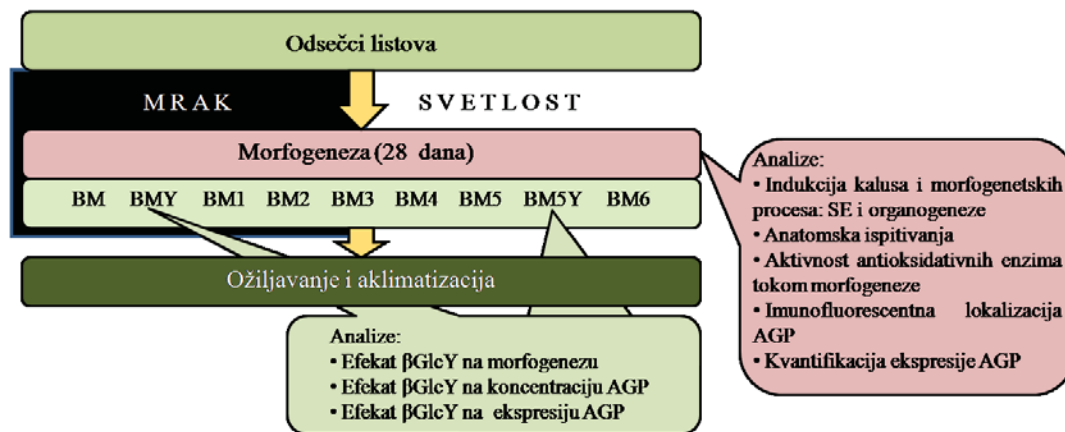 Odsečci listova
MRAK SVETLOST
Morfogeneza (28 dana)
BM BMY BM1 BM2 BM3 BM4 BM5 BM5Y BM6
Ožiljavanje i aklimatizacija
Analize:
• Efekat βGlcY na morfogenezu
• Efekat βGlcY na koncentraciju AGP
• Efekat βGlcY na ekspresiju AGP
Analize:
• Indukcija kalusa i morfogenetskih
procesa: SE i organogeneze
• Anatomska ispitivanja
• Aktivnost antioksidativnih enzima
tokom morfogeneze
• Imunofluorescentna lokalizacija
AGP
• Kvantifikacija ekspresije AGP